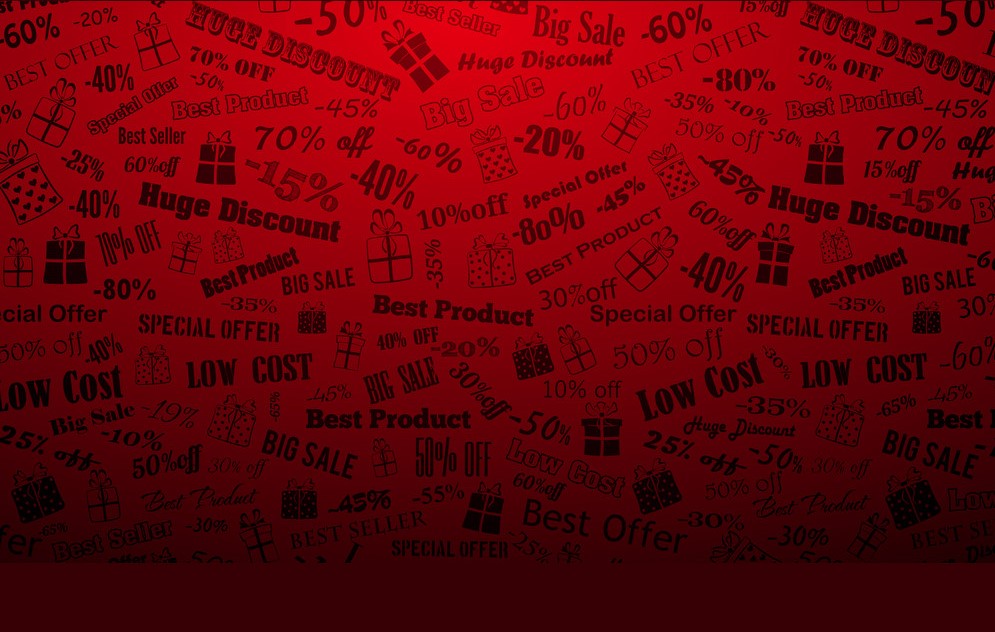 -50%
Best Seller
15%off
-50%
-60%
HUGE DISCOUNT
Big Sale
-60%
HUGE DISCOUNT
BEST OFFER
Huge Discount
BEST OFFER
-40%
70% OFF
-80%
70% OFF
-50%
Special Offer
Best Product
-45%
Big Sale
-60%
-35%
-10%
Best Product
-45%
Best Seller
70% off
-60%
-20%
50% off
-50%
70% off
-25%
60%off
-15%
-40%
Special Offer
-45%
15%off
-40%
Huge Discount
10%off
-80%
-45%
60%off
Huge Discount
-15%
70% OFF
-35%
BEST PRODUCT
Best Product
BIG SALE
-40%
Best Product
BIG SALE
-80%
-35%
Best Product
30%off
-35%
Special Offer
SPECIAL OFFER
Special Offer
SPECIAL OFFER
50% off
-40%
40% OFF
-20%
50% off
-30%
-60%
LOW COST
LOW COST
BIG SALE
30%off
10% off
LOW COST
LOW COST
-45%
65%
Big Sale
-19%
Best Product
-50%
-35%
-65%
Huge Discount
25% off
-10%
BIG SALE
50% OFF
Low Cost
25% off
-50%
BIG SALE
50%off
30% off
60%off
50% off
30% off
Best Product
-45%
-55%
Best Offer
Best Product
65%
Best Seller
-30%
BEST SELLER
-30%
SPECIAL OFFER
-25%